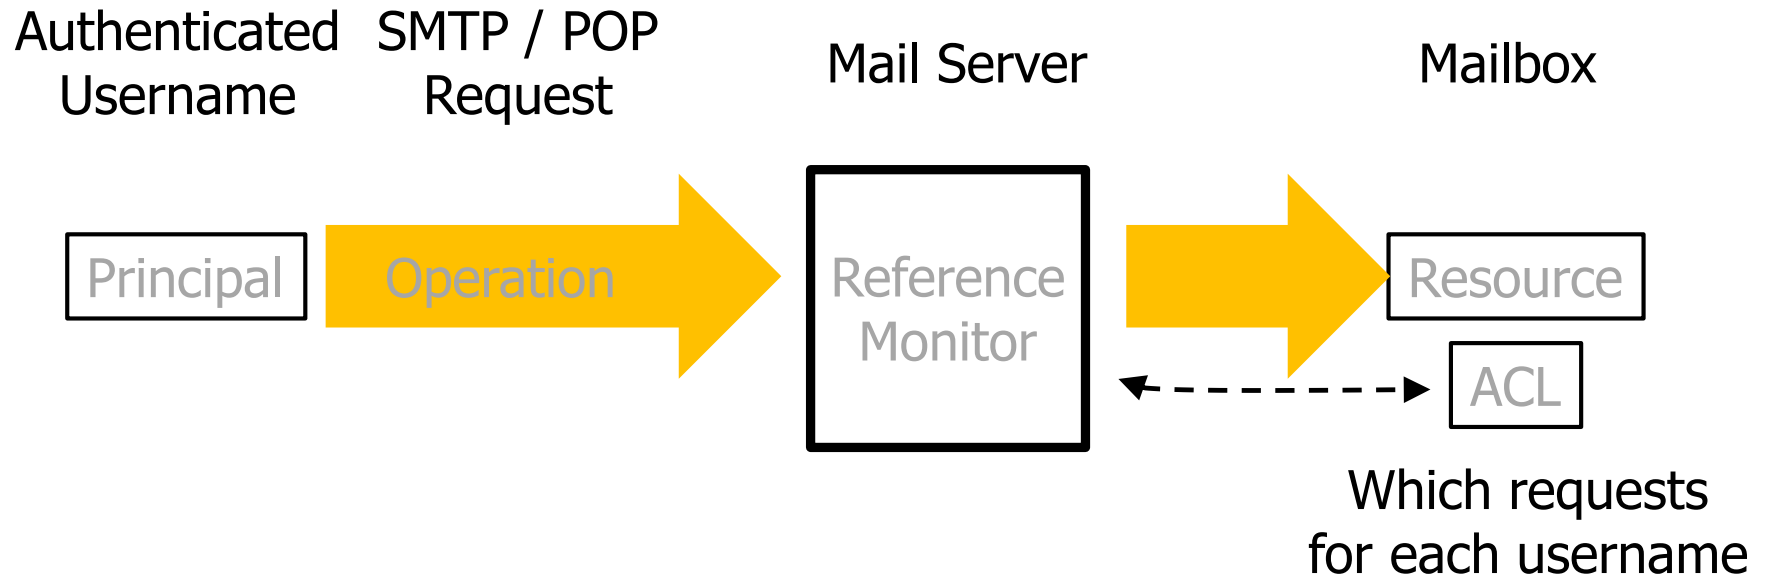 Authenticated
Username
SMTP / POP
Request
Mail Server
Mailbox
Principal
Operation
Reference
Monitor
Resource
ACL
Which requests
for each username